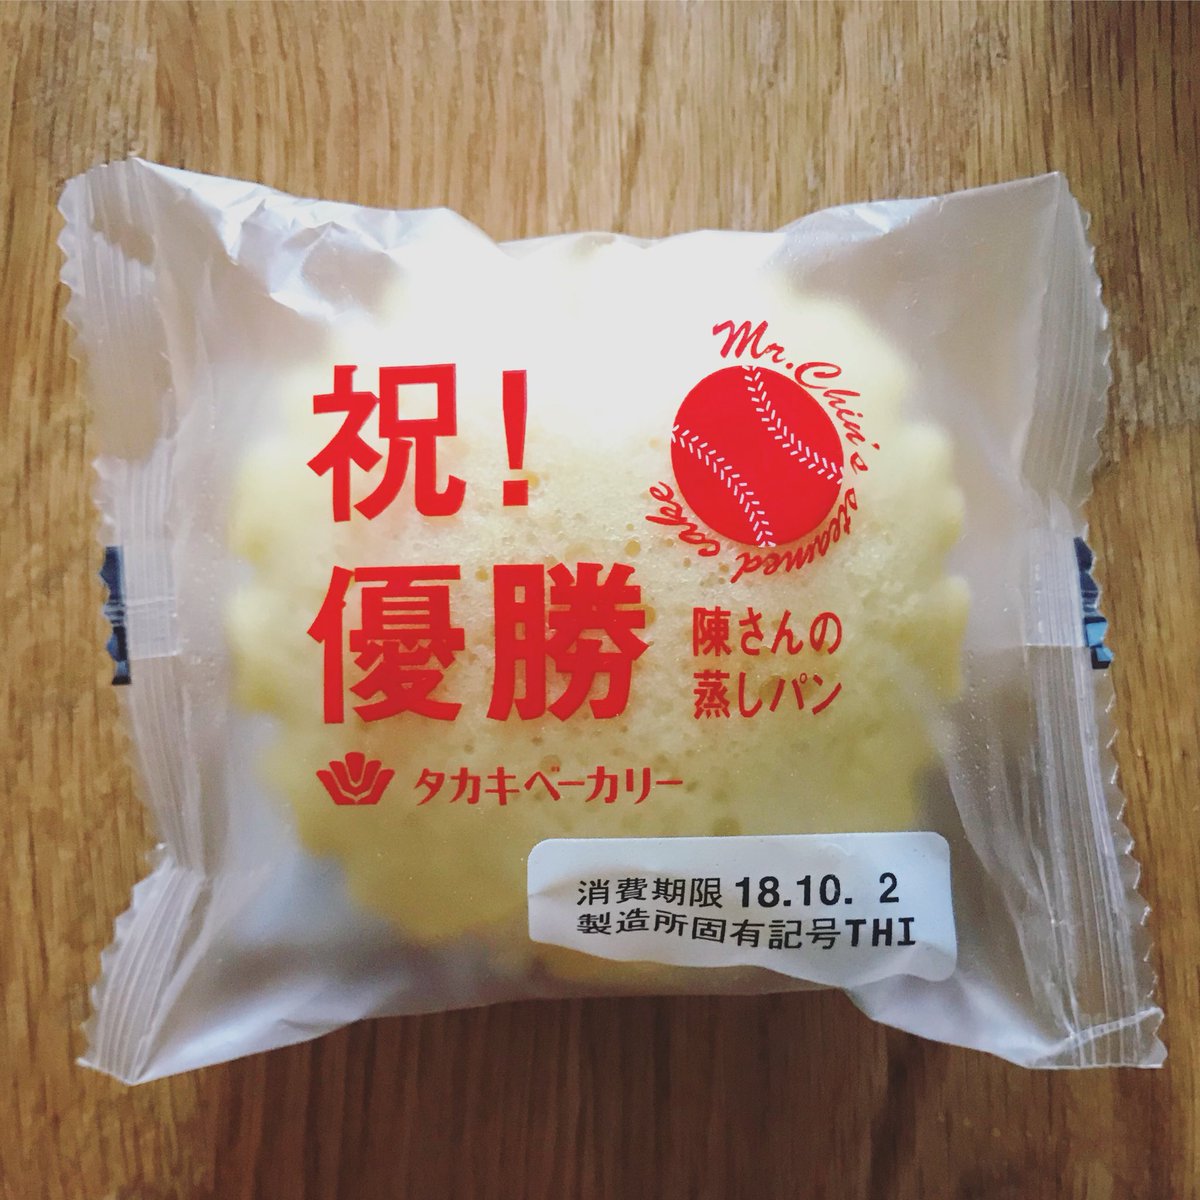 祝!
優勝
タカキベーカリー
Mr.Chin's steamed cake
陳さんの
蒸しパン
消費期限 18.10. 2
製造所固有記号THI